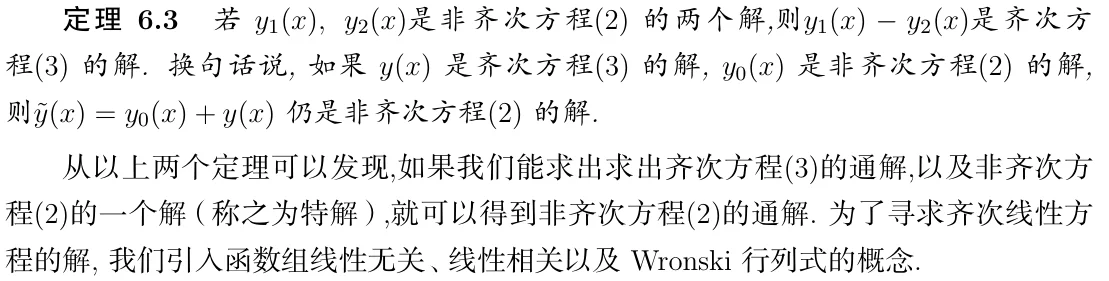 定理 6.3 若 y₁(x), y₂(x)是非齐次方程(2) 的两个解,则y₁(x) − y₂(x)是齐次方
程(3) 的解. 换句话说, 如果 y(x) 是齐次方程(3) 的解, y₀(x) 是非齐次方程(2) 的解,
则ỹ(x) = y₀(x) + y(x) 仍是非齐次方程(2) 的解.
从以上两个定理可以发现,如果我们能求出求出齐次方程(3)的通解,以及非齐次方
程(2)的一个解（称之为特解）,就可以得到非齐次方程(2)的通解. 为了寻求齐次线性方
程的解, 我们引入函数组线性无关、线性相关以及 Wronski 行列式的概念.